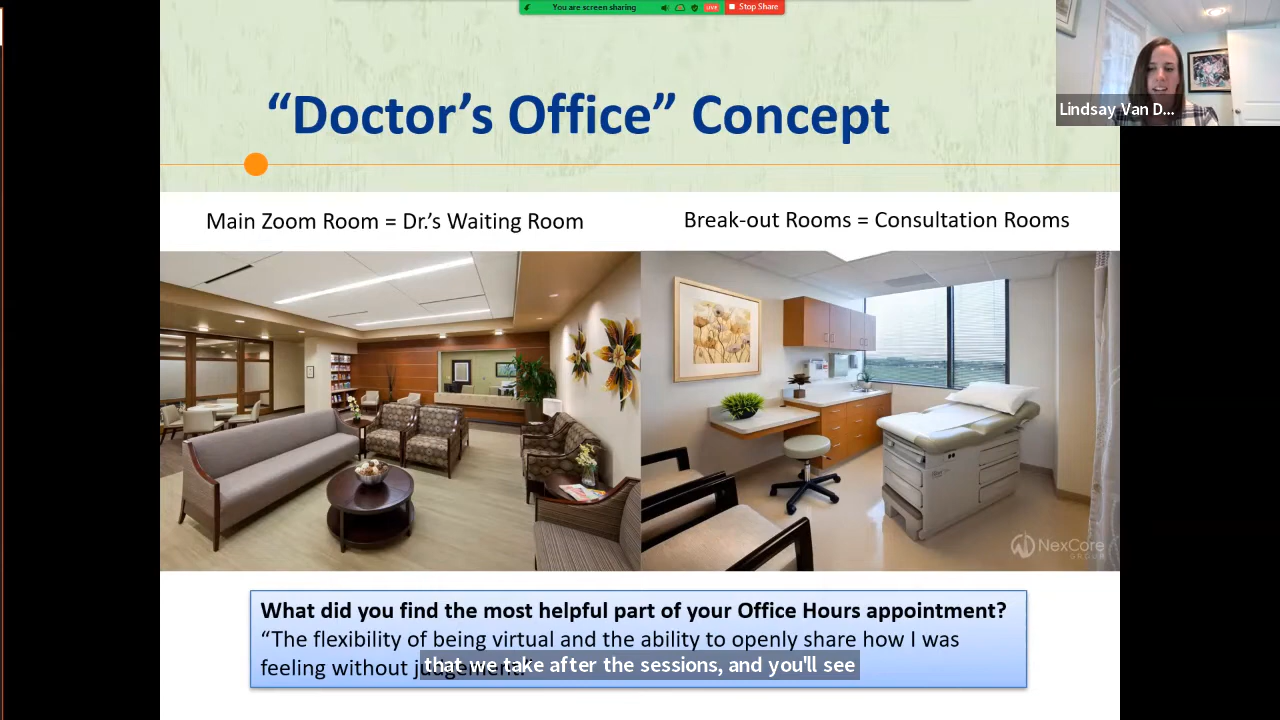 You are screen sharing
LIVE
Stop Share
Lindsay Van D...
“Doctor’s Office” Concept
Main Zoom Room = Dr.’s Waiting Room
Break-out Rooms = Consultation Rooms
NexCore
GROUP
What did you find the most helpful part of your Office Hours appointment?
“The flexibility of being virtual and the ability to openly share how I was
feeling without judgement.”
that we take after the sessions, and you'll see